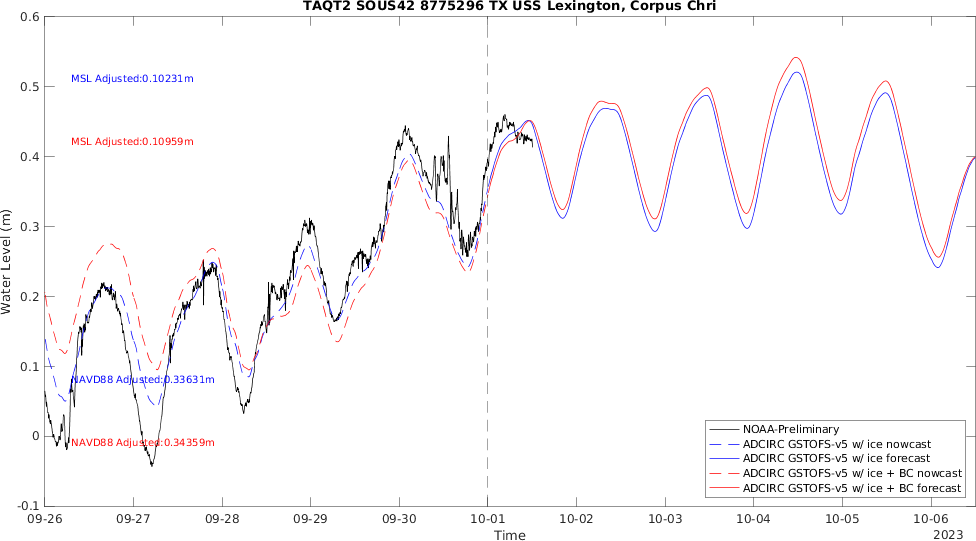 TAQT2 SOUS42 8775296 TX USS Lexington, Corpus Chri
0.6
0.5
0.4
0.3
0.2
0.1
0
-0.1
Water Level (m)
MSL Adjusted:0.10231m
MSL Adjusted:0.10959m
NAVD88 Adjusted:0.33631m
NAVD88 Adjusted:0.34359m
NOAA-Preliminary
ADCIRC GSTOFS-v5 w/ ice nowcast
ADCIRC GSTOFS-v5 w/ ice forecast
ADCIRC GSTOFS-v5 w/ ice + BC nowcast
ADCIRC GSTOFS-v5 w/ ice + BC forecast
09-26 09-27 09-28 09-29 09-30 10-01 10-02 10-03 10-04 10-05 10-06
Time
2023